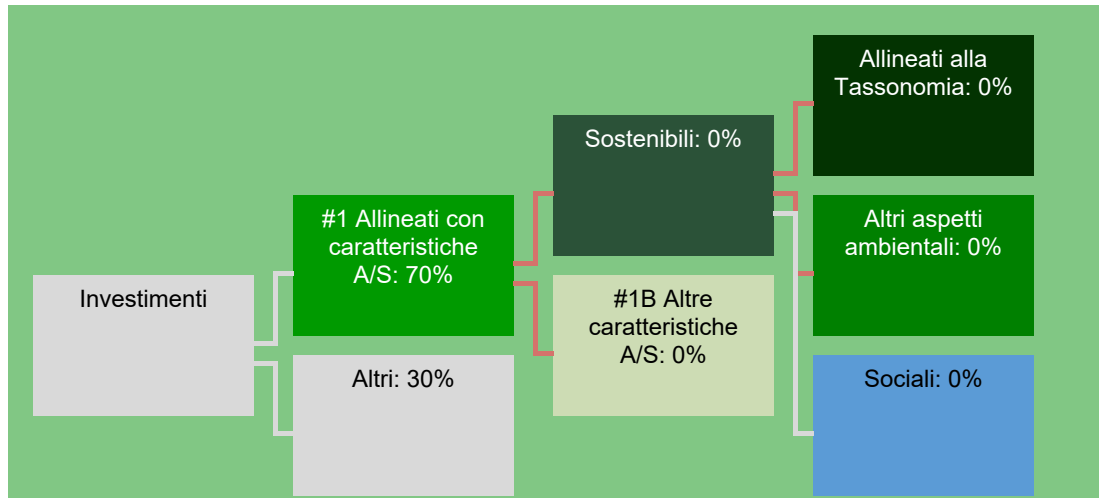 Investimenti
#1 Allineati con
caratteristiche
A/S: 70%
Altri: 30%
Sostenibili: 0%
#1B Altre
caratteristiche
A/S: 0%
Allineati alla
Tassonomia: 0%
Altri aspetti
ambientali: 0%
Sociali: 0%